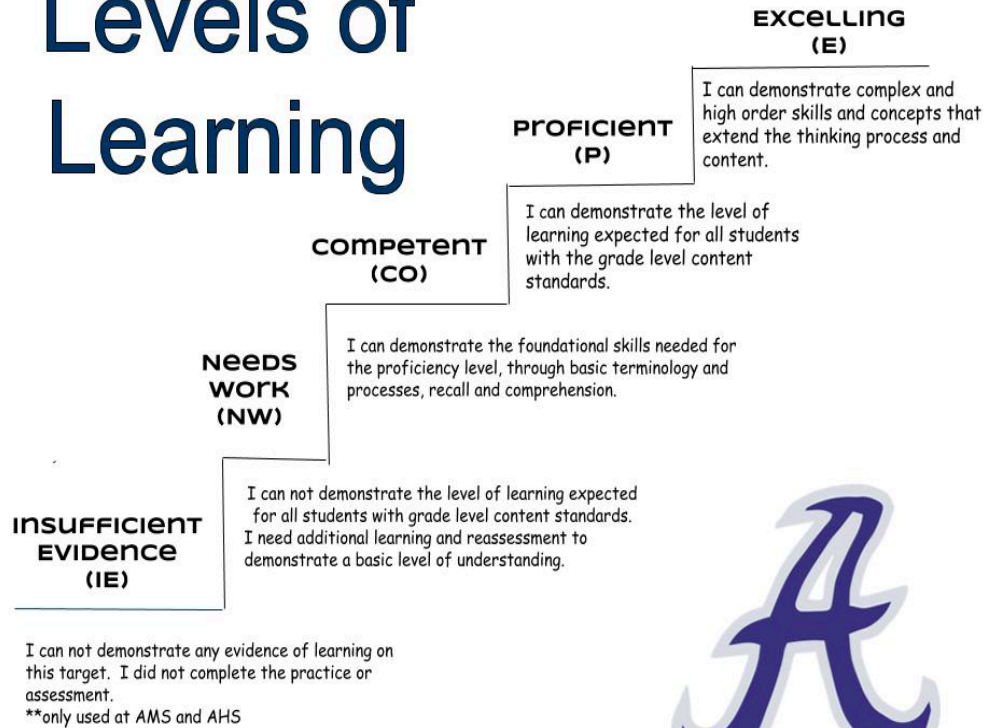 Levels of
Learning
EXCELLING
(E)
I can demonstrate complex and
high order skills and concepts that
extend the thinking process and
content.
PROFICIENT
(P)
I can demonstrate the level of
learning expected for all students
with the grade level content
standards.
COMPETENT
(CO)
I can demonstrate the foundational skills needed for
the proficiency level, through basic terminology and
processes, recall and comprehension.
NEEDS
WORK
(NW)
I can not demonstrate the level of learning expected
for all students with grade level content standards.
I need additional learning and reassessment to
demonstrate a basic level of understanding.
INSUFFICIENT
EVIDENCE
(IE)
I can not demonstrate any evidence of learning on
this target.  I did not complete the practice or
assessment.
**only used at AMS and AHS
A